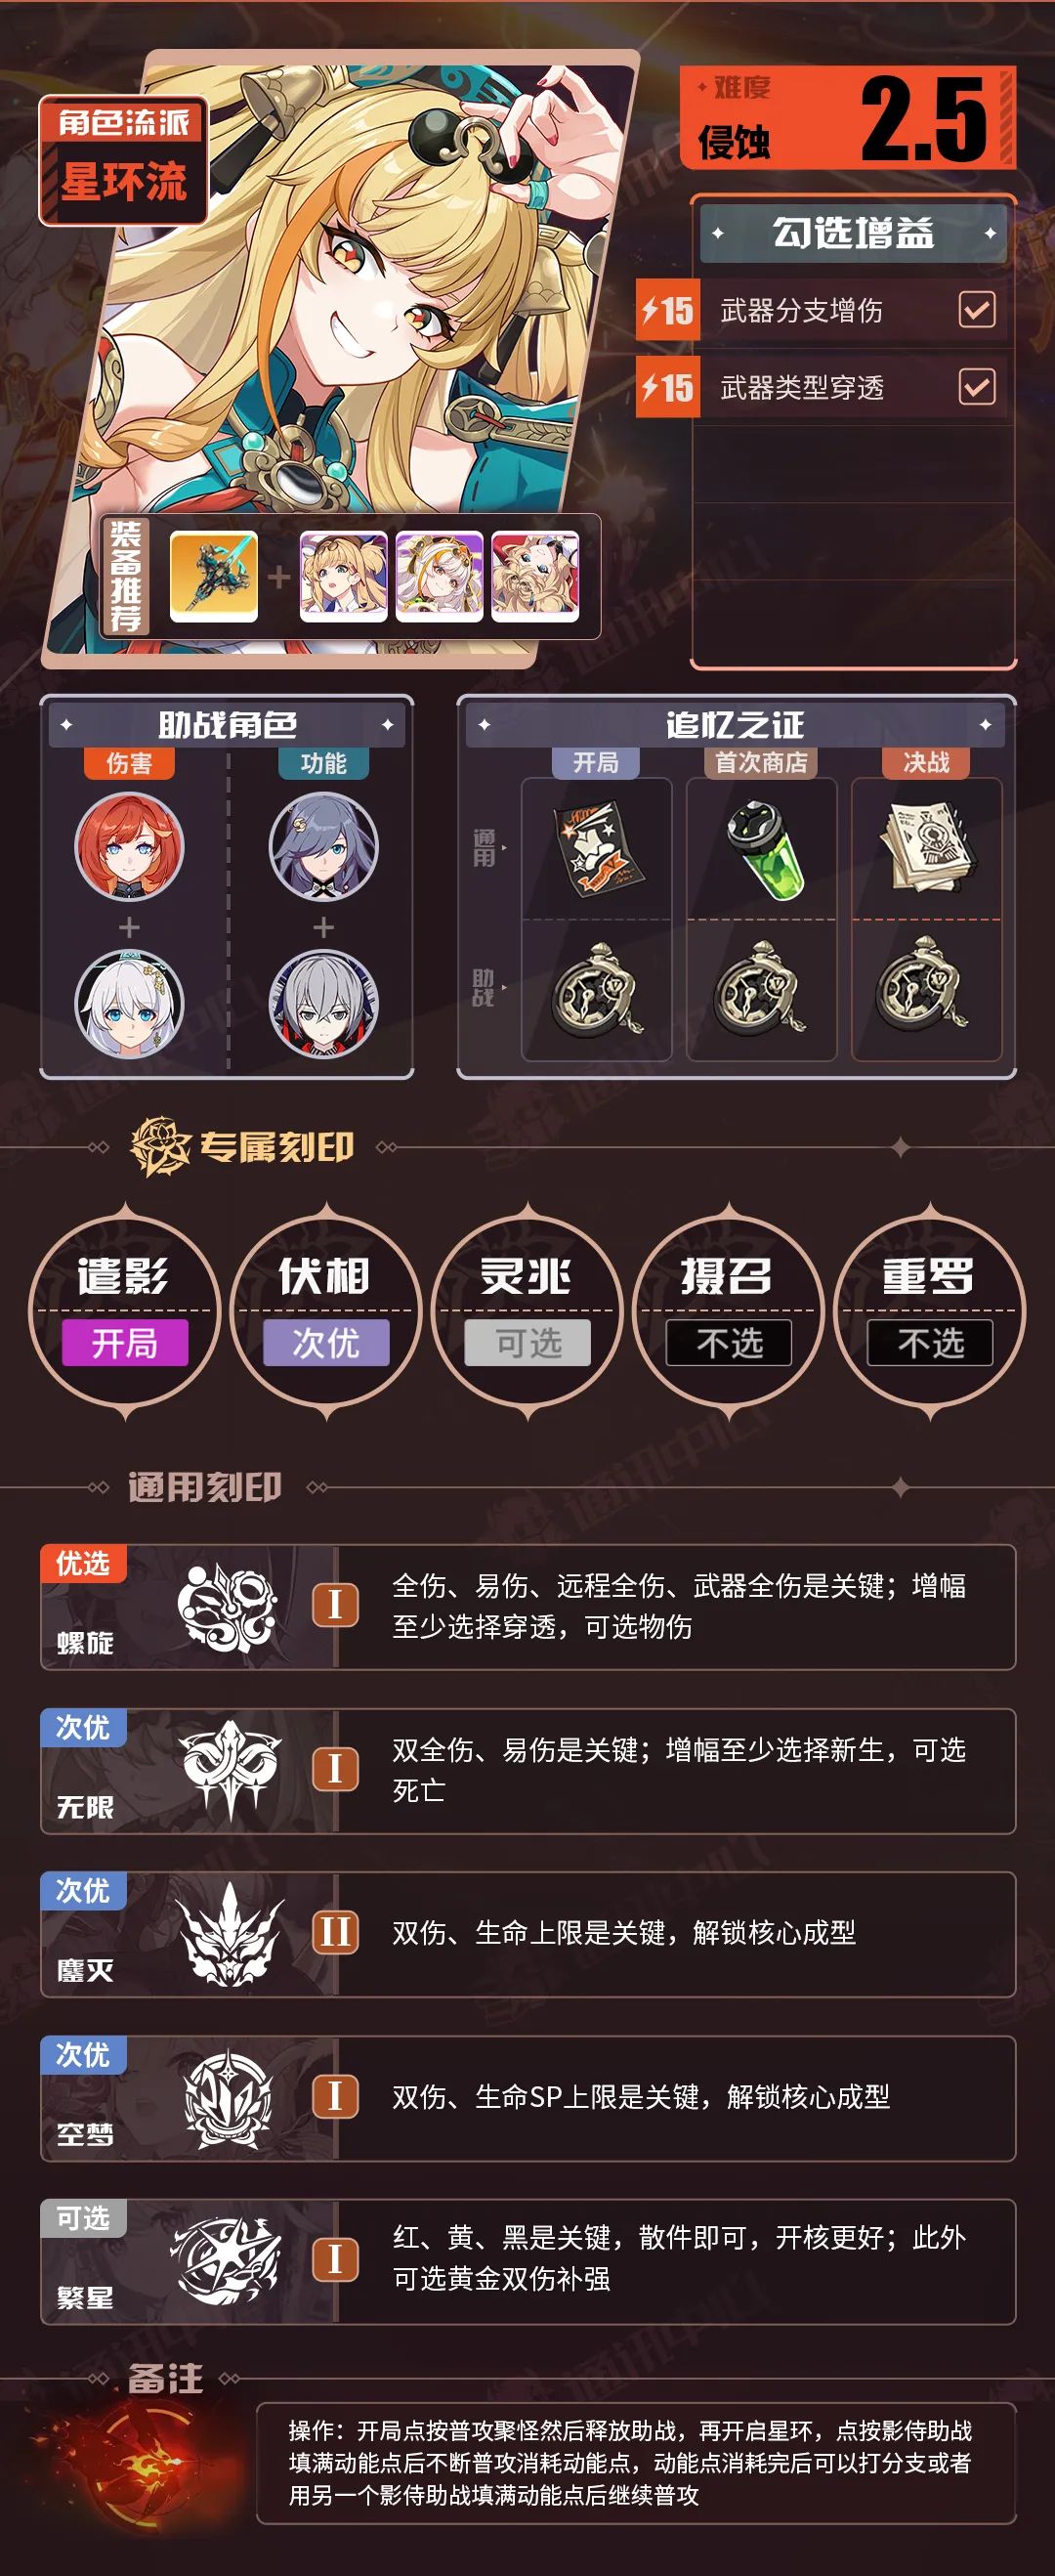 角色流派
星环流
难度
侵蚀
2.5
勾选增益
15
武器分支增伤
15
武器类型穿透
装备推荐
助战角色
伤害
功能
追忆之证
开局
首次商店
决战
通用
助战
专属刻印
遣影
开局
伏相
次优
灵兆
可选
摄召
不选
重罗
不选
通用刻印
优选
螺旋
I
全伤、易伤、远程全伤、武器全伤是关键；增幅
至少选择穿透，可选物伤
次优
无限
I
双全伤、易伤是关键；增幅至少选择新生，可选
死亡
次优
鏖灭
II
双伤、生命上限是关键，解锁核心成型
次优
空梦
I
双伤、生命SP上限是关键，解锁核心成型
可选
繁星
I
红、黄、黑是关键，散件即可，开核更好；此外
可选黄金双伤补强
备注
操作：开局点按普攻聚怪然后释放助战，再开启星环，点按影侍助战
填满动能点后不断普攻消耗动能点，动能点消耗完后可以打分支或者
用另一个影侍助战填满动能点后继续普攻